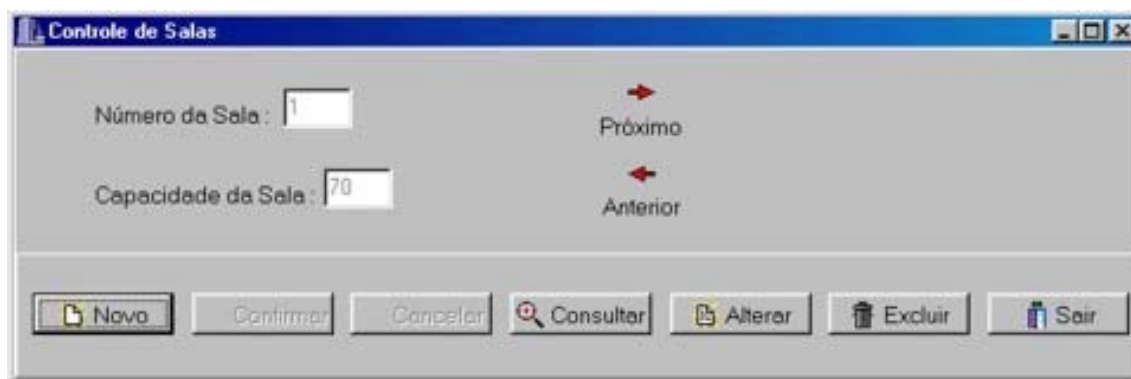 Controle de Salas
Número da Sala : 1
Próximo
Capacidade da Sala : 70
Anterior
Novo Confirmar Cancelar Consultar Alterar Excluir Sair